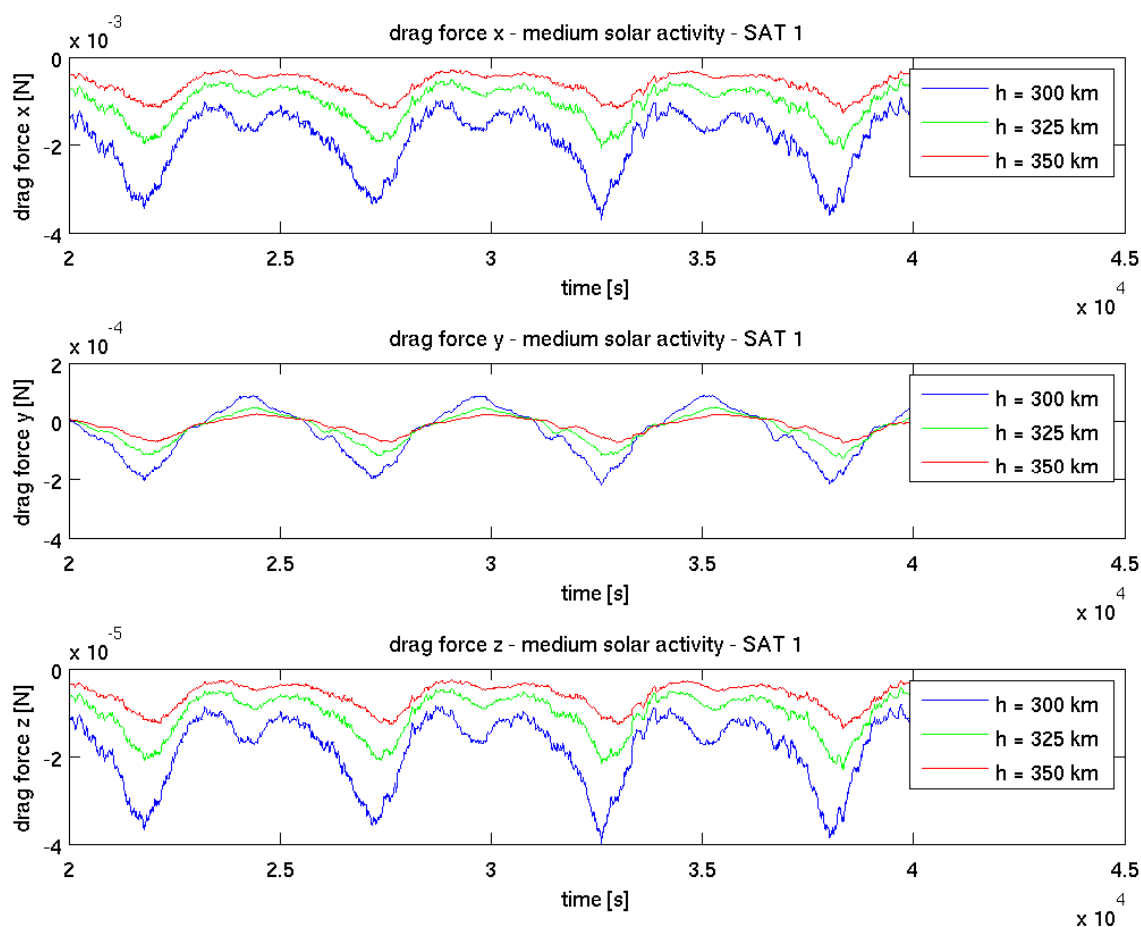 x 10^-3
drag force x - medium solar activity - SAT 1
drag force x [N]
0
-2
-4
h = 300 km
h = 325 km
h = 350 km
2 2.5 3 3.5 4 4.5
time [s]
x 10^4
x 10^-4
drag force y - medium solar activity - SAT 1
drag force y [N]
2
0
-2
-4
h = 300 km
h = 325 km
h = 350 km
2 2.5 3 3.5 4 4.5
time [s]
x 10^4
x 10^-5
drag force z - medium solar activity - SAT 1
drag force z [N]
0
-2
-4
h = 300 km
h = 325 km
h = 350 km
2 2.5 3 3.5 4 4.5
time [s]
x 10^4